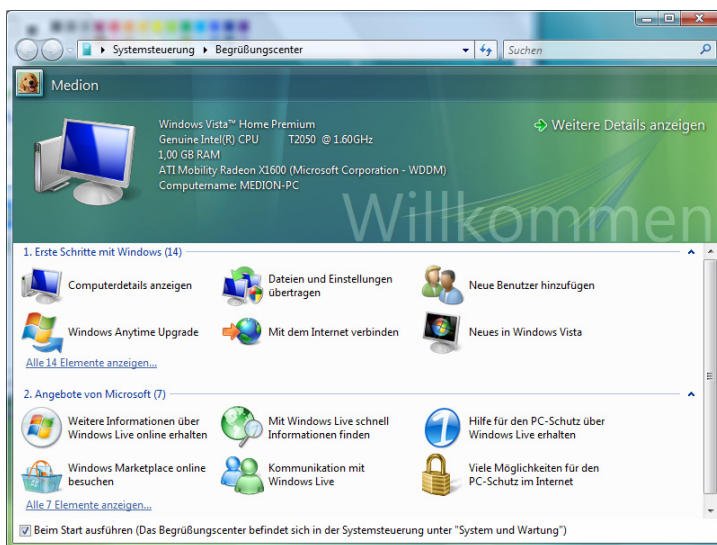 Systemsteuerung
Begrüßungscenter
Suchen
Medion
Windows Vista™ Home Premium
Genuine Intel(R) CPU T2050 @ 1.60GHz
1,00 GB RAM
ATI Mobility Radeon X1600 (Microsoft Corporation - WDDM)
Computername: MEDION-PC
Weitere Details anzeigen
Willkommen
1. Erste Schritte mit Windows (14)
Computerdetails anzeigen
Dateien und Einstellungen
übertragen
Neue Benutzer hinzufügen
Windows Anytime Upgrade
Mit dem Internet verbinden
Neues in Windows Vista
Alle 14 Elemente anzeigen...
2. Angebote von Microsoft (7)
Weitere Informationen über
Windows Live online erhalten
Mit Windows Live schnell
Informationen finden
Hilfe für den PC-Schutz über
Windows Live erhalten
Windows Marketplace online
besuchen
Kommunikation mit
Windows Live
Viele Möglichkeiten für den
PC-Schutz im Internet
Alle 7 Elemente anzeigen...
Beim Start ausführen (Das Begrüßungscenter befindet sich in der Systemsteuerung unter "System und Wartung")